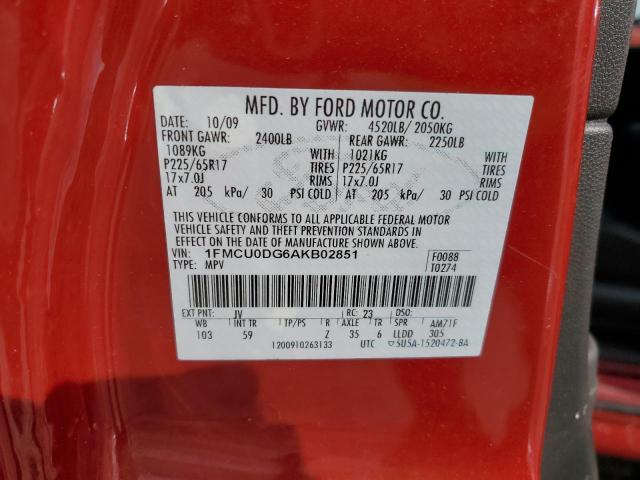 MFD. BY FORD MOTOR CO.
DATE: 10/09 GVWR: 4520LB/ 2050KG
FRONT GAWR: 2400LB REAR GAWR: 2250LB
1089KG WITH 1021KG WITH
P225/65R17 TIRES P225/65R17 TIRES
17x7.0J RIMS 17x7.0J RIMS
AT 205 kPa/ 30 PSI COLD AT 205 kPa/ 30 PSI COLD
THIS VEHICLE CONFORMS TO ALL APPLICABLE FEDERAL MOTOR
VEHICLE SAFETY AND THEFT PREVENTION STANDARDS IN
EFFECT ON THE DATE OF MANUFACTURE SHOWN ABOVE.
VIN: 1FMCU0DG6AKB02851 F0088
TYPE: MPV T0274
EXT PNT: JV RC: 23 DSO:
WB INT TR TP/PS R AXLE TR SPR AM71F
103 59 Z 35 6 LLDD 305
1200910263133 UTC 5U5A-1520472-BA